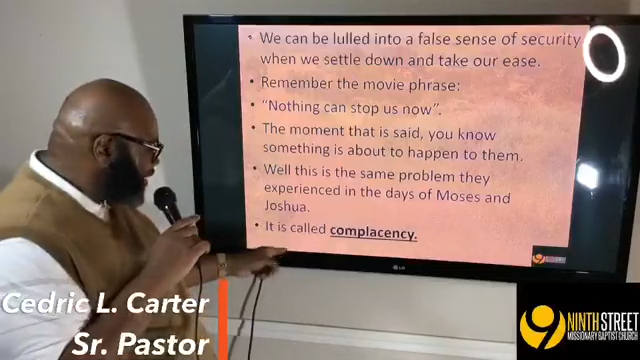 We can be lulled into a false sense of security
when we settle down and take our ease.
Remember the movie phrase:
"Nothing can stop us now".
The moment that is said, you know
something is about to happen to them.
Well this is the same problem they
experienced in the days of Moses and
Joshua.
It is called complacency.
LG
Cedric L. Carter
Sr. Pastor
9
NINTH STREET
MISSIONARY BAPTIST CHURCH